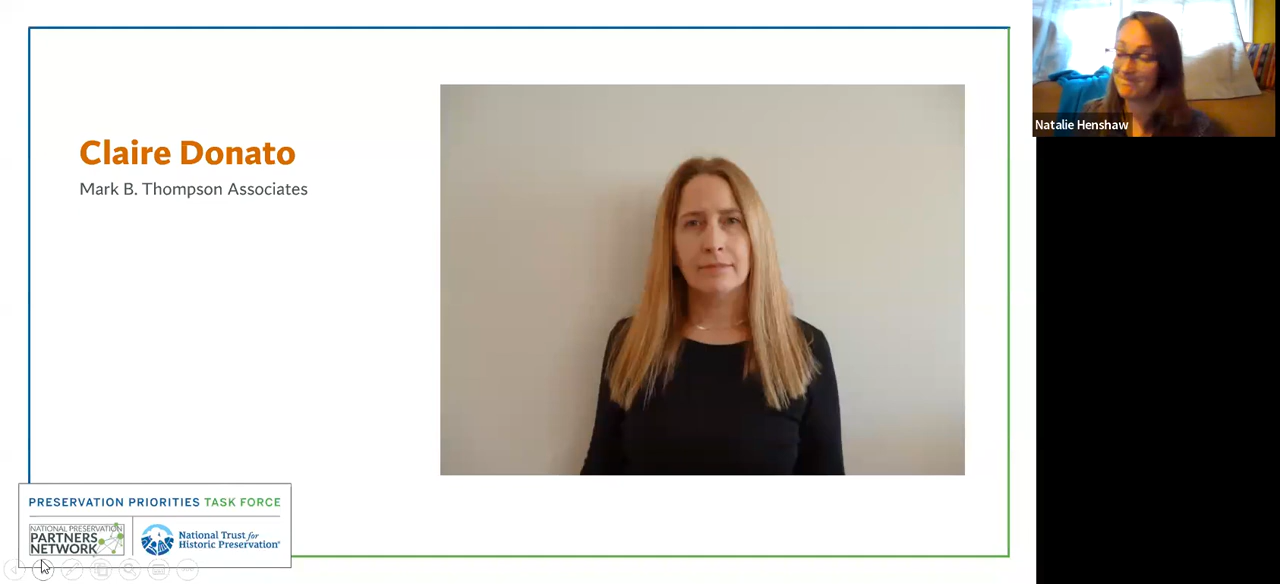 Claire Donato
Mark B. Thompson Associates
Natalie Henshaw
PRESERVATION PRIORITIES TASK FORCE
NATIONAL PRESERVATION
PARTNERS
NETWORK
National Trust for
Historic Preservation®